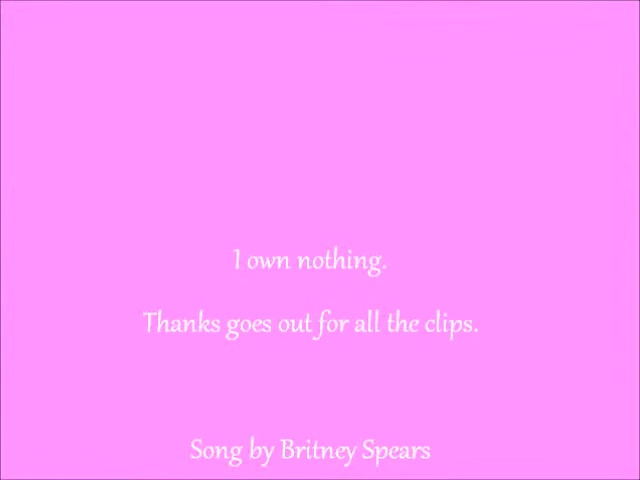 I own nothing.
Thanks goes out for all the clips.
Song by Britney Spears